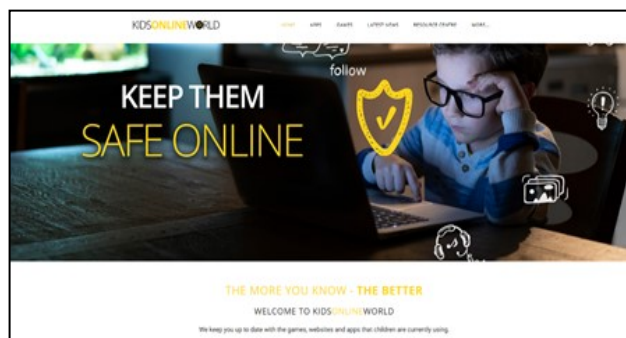 KIDSONLINEWORLD
HOME APPS GAMES LATEST NEWS RESOURCE CENTRE MORE...
follow
KEEP THEM
SAFE ONLINE
THE MORE YOU KNOW - THE BETTER
WELCOME TO KIDSONLINEWORLD
We keep you up to date with the games, websites and apps that children are currently using.